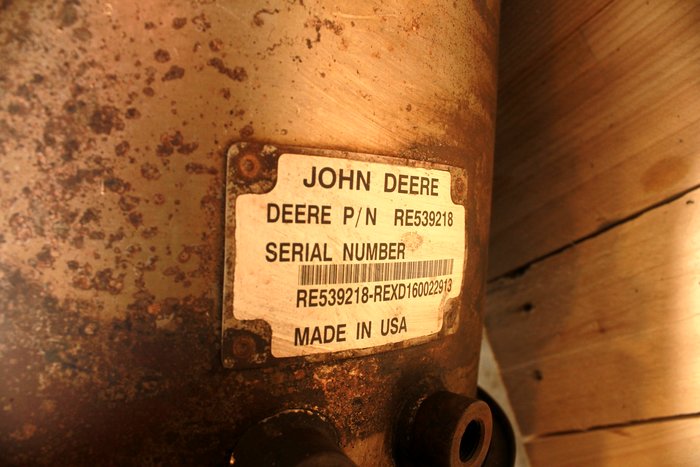 JOHN DEERE
DEERE P/N RE539218
SERIAL NUMBER
RE539218-REXD160022913
MADE IN USA